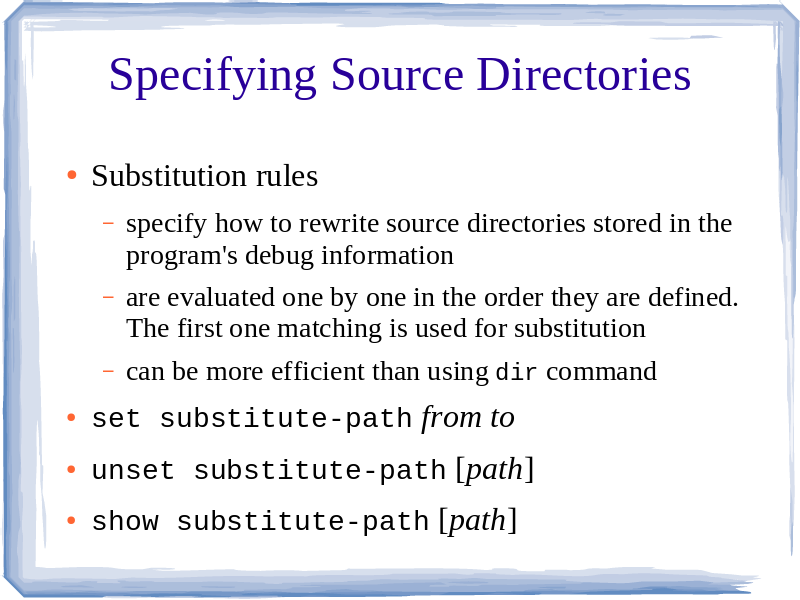 Specifying Source Directories
● Substitution rules
– specify how to rewrite source directories stored in the
program's debug information
– are evaluated one by one in the order they are defined.
The first one matching is used for substitution
– can be more efficient than using dir command
● set substitute-path from to
● unset substitute-path [path]
● show substitute-path [path]